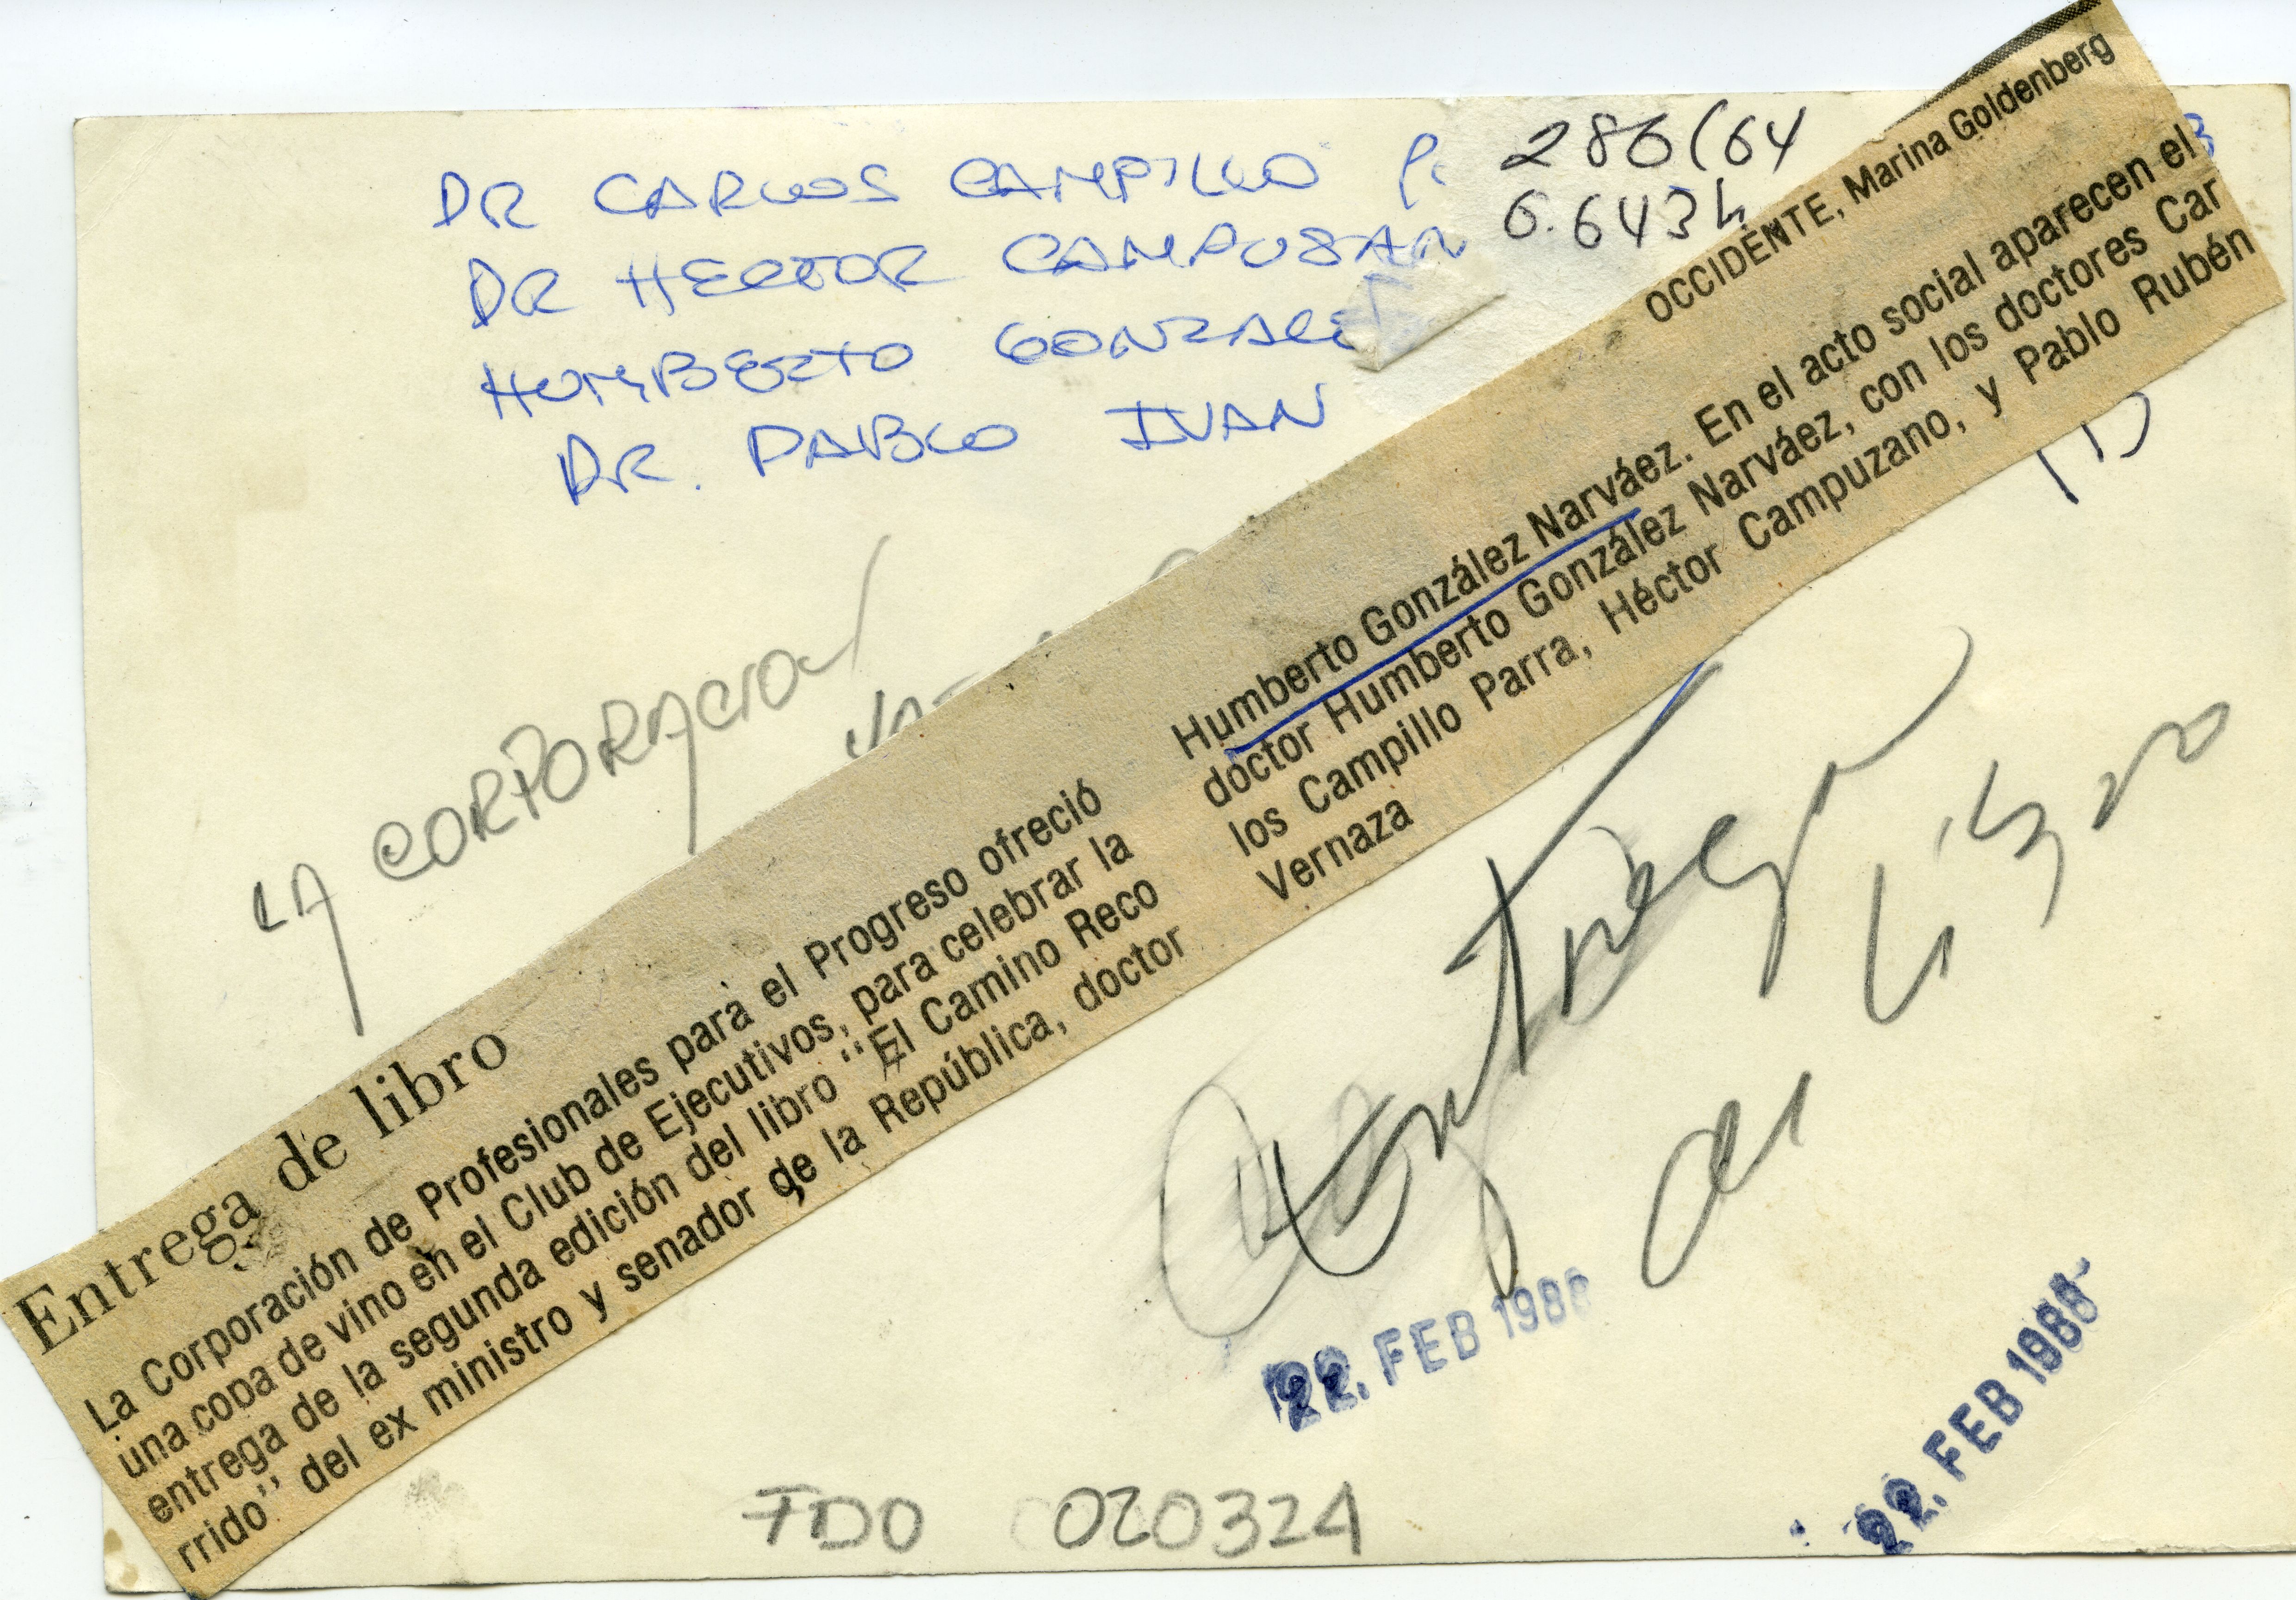 DR CARLOS CAMPILLO P.
DR HECTOR CAMPUSAN
HUMBERTO GONZALEZ
DR. PABLO IVAN
286(64
6.6434
LA CORPORACION
OCCIDENTE, Marina Goldenberg
Entrega de libro
La Corporación de Profesionales para el Progreso ofreció
una copa de vino en el Club de Ejecutivos, para celebrar la
entrega de la segunda edición del libro "El Camino Reco
rrido" del ex ministro y senador de la República, doctor
Humberto González Narváez. En el acto social aparecen el
doctor Humberto González Narváez, con los doctores Car
los Campillo Parra, Héctor Campuzano, y Pablo Rubén
Vernaza
Entrega
de Libro
22. FEB 1988
22. FEB 1988
FDO 020324